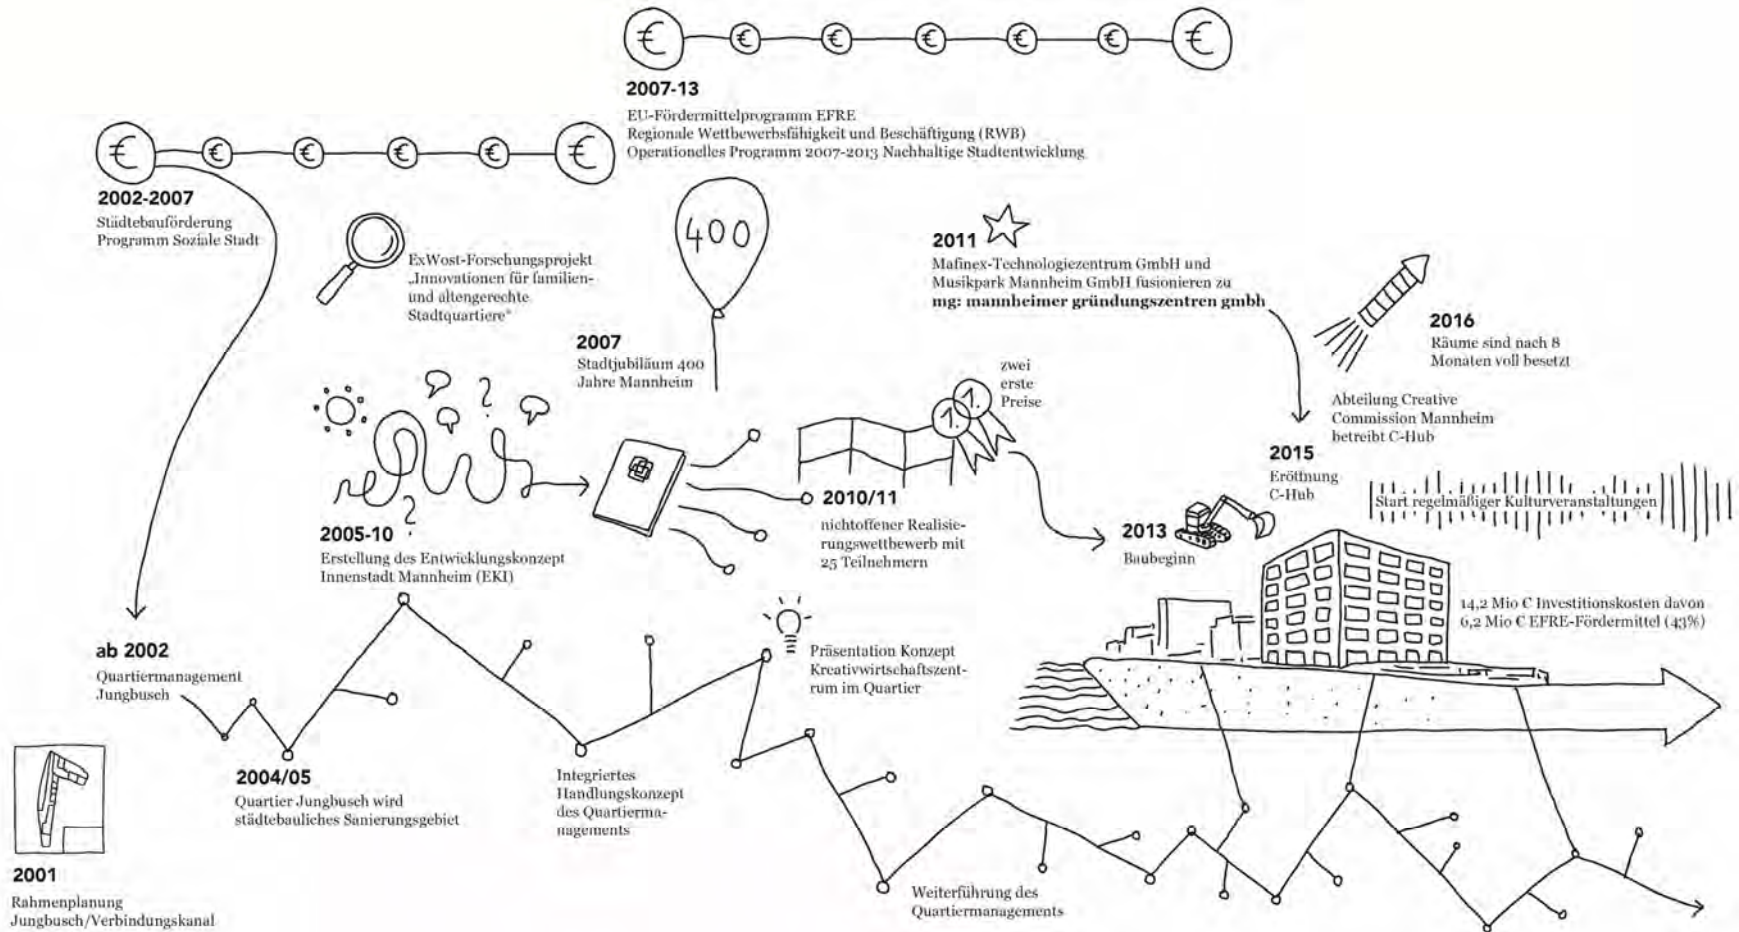 € € € € € € €
2007-13
EU-Fördermittelprogramm EFRE
Regionale Wettbewerbsfähigkeit und Beschäftigung (RWB)
Operationelles Programm 2007-2013 Nachhaltige Stadtentwicklung
€ € € € € €
2002-2007
Städtebauförderung
Programm Soziale Stadt
ExWost-Forschungsprojekt
„Innovationen für familien-
und altengerechte
Stadtquartiere“
400
2007
Stadtjubiläum 400
Jahre Mannheim
2011
Mafinex-Technologiezentrum GmbH und
Musikpark Mannheim GmbH fusionieren zu
mg: mannheimer gründungszentren gmbh
2016
Räume sind nach 8
Monaten voll besetzt
zwei
erste
Preise
1. 1.
Abteilung Creative
Commission Mannheim
betreibt C-Hub
2015
Eröffnung
C-Hub
Start regelmäßiger Kulturveranstaltungen
?
?
2005-10
Erstellung des Entwicklungskonzept
Innenstadt Mannheim (EKI)
2010/11
nichtoffener Realisie-
rungswettbewerb mit
25 Teilnehmern
2013
Baubeginn
14,2 Mio € Investitionskosten davon
6,2 Mio € EFRE-Fördermittel (43%)
ab 2002
Quartiermanagement
Jungbusch
Präsentation Konzept
Kreativwirtschaftszent-
rum im Quartier
2004/05
Quartier Jungbusch wird
städtebauliches Sanierungsgebiet
Integriertes
Handlungskonzept
des Quartierma-
nagements
2001
Rahmenplanung
Jungbusch/Verbindungskanal
Weiterführung des
Quartiermanagements